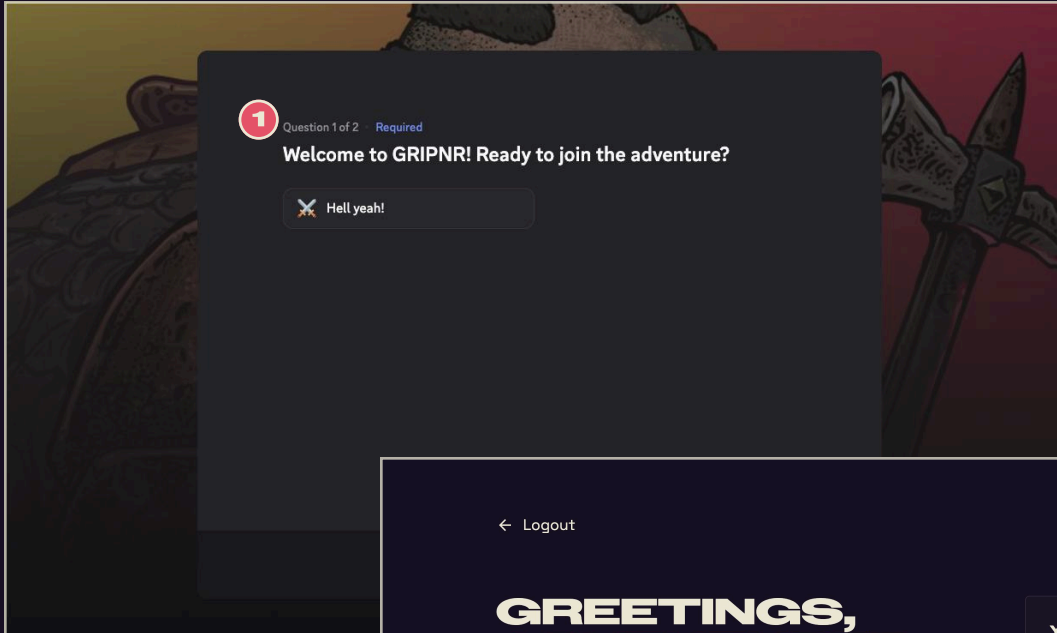 1
Question 1 of 2 · Required
Welcome to GRIPNR! Ready to join the adventure?
Hell yeah!
← Logout
GREETINGS,